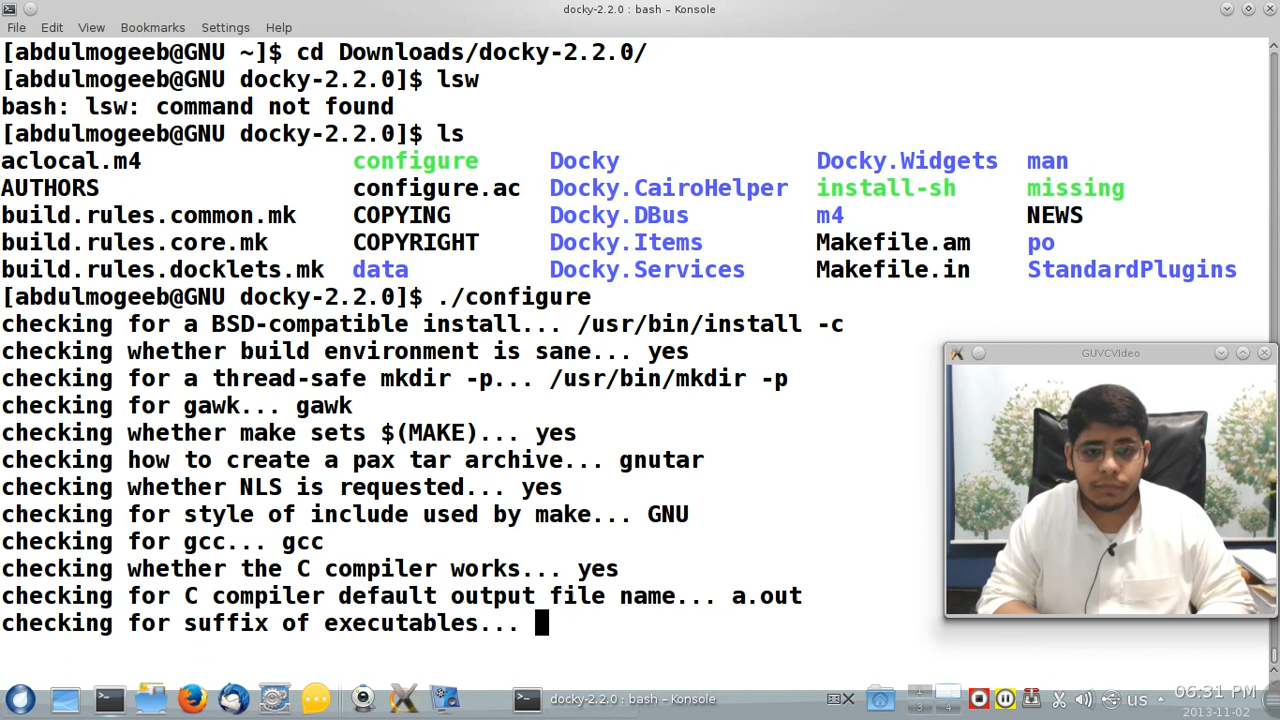 docky-2.2.0 : bash – Konsole
File Edit View Bookmarks Settings Help
[abdulmogeeb@GNU ~]$ cd Downloads/docky-2.2.0/
[abdulmogeeb@GNU docky-2.2.0]$ lsw
bash: lsw: command not found
[abdulmogeeb@GNU docky-2.2.0]$ ls
aclocal.m4 configure Docky Docky.Widgets man
AUTHORS configure.ac Docky.CairoHelper install-sh missing
build.rules.common.mk COPYING Docky.DBus m4 NEWS
build.rules.core.mk COPYRIGHT Docky.Items Makefile.am po
build.rules.docklets.mk data Docky.Services Makefile.in StandardPlugins
[abdulmogeeb@GNU docky-2.2.0]$ ./configure
checking for a BSD-compatible install... /usr/bin/install -c
checking whether build environment is sane... yes
checking for a thread-safe mkdir -p... /usr/bin/mkdir -p
checking for gawk... gawk
checking whether make sets $(MAKE)... yes
checking how to create a pax tar archive... gnutar
checking whether NLS is requested... yes
checking for style of include used by make... GNU
checking for gcc... gcc
checking whether the C compiler works... yes
checking for C compiler default output file name... a.out
checking for suffix of executables...
GUVCVIdeo
docky-2.2.0 : bash – Konsole
1
3 4
us
06:31 PM
2013-11-02